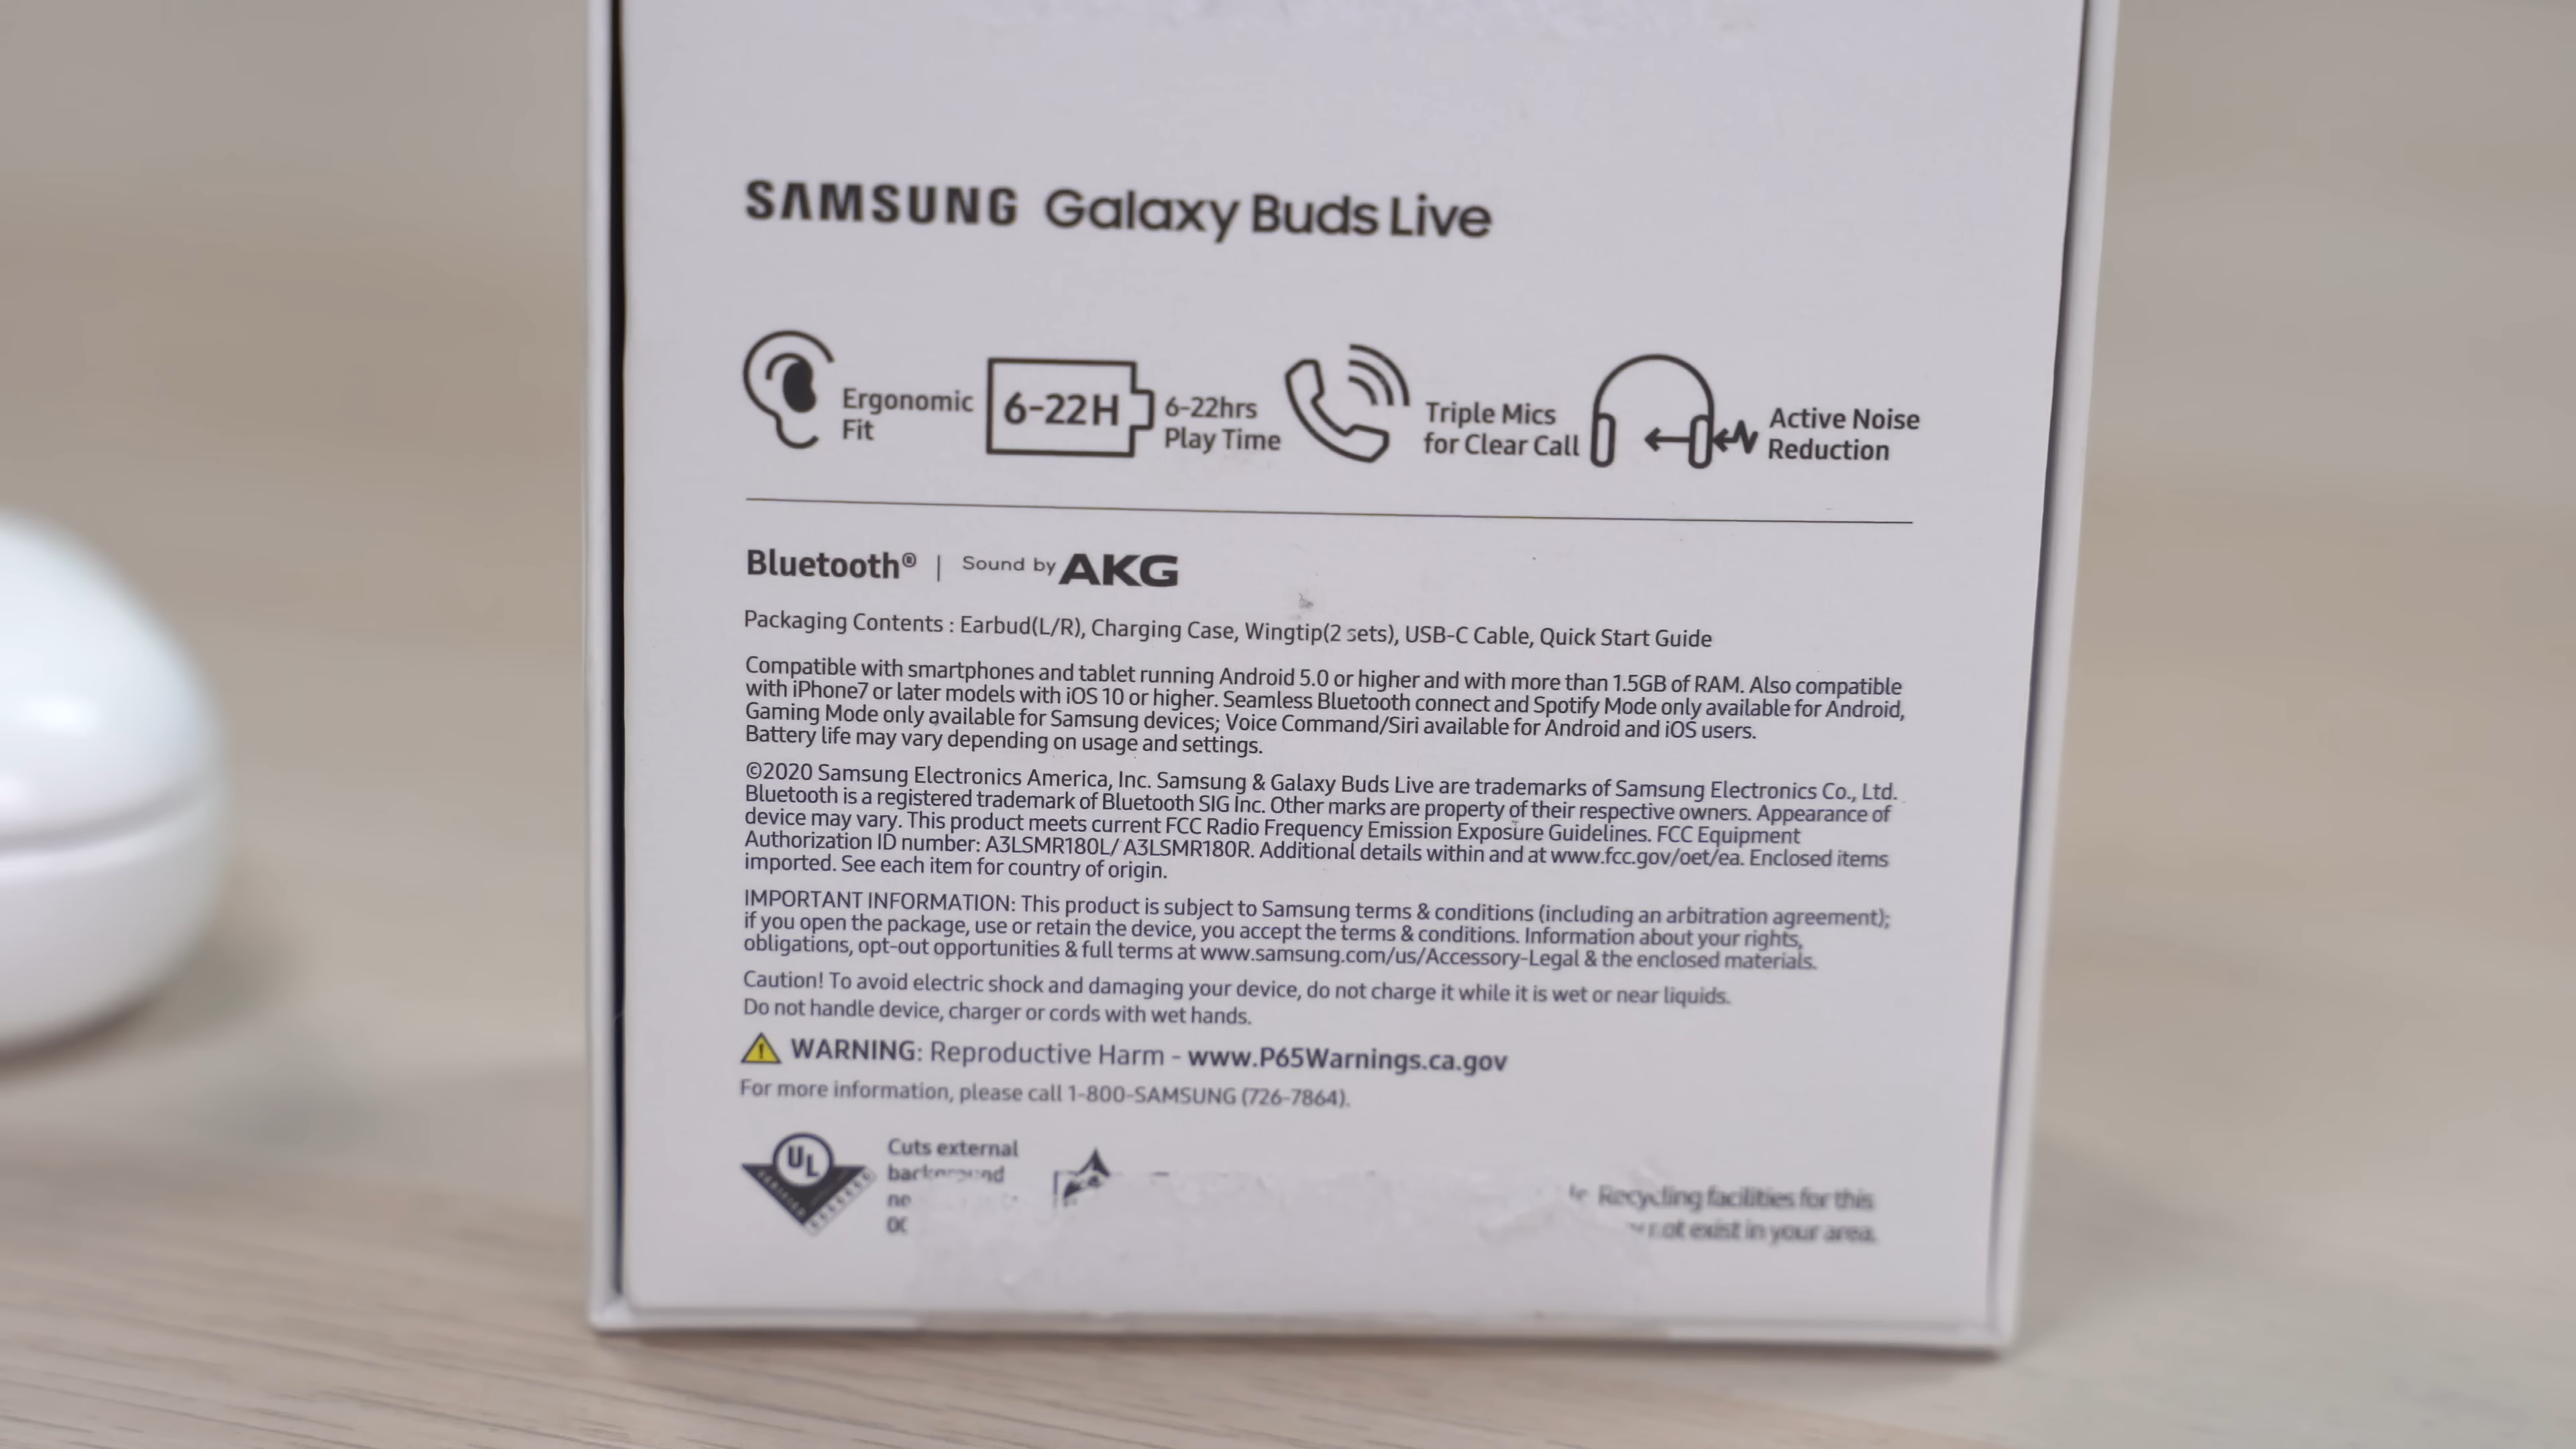 SAMSUNG Galaxy Buds Live
Ergonomic
Fit
6-22H
6-22hrs
Play Time
Triple Mics
for Clear Call
Active Noise
Reduction
Bluetooth® | Sound by AKG
Packaging Contents : Earbud(L/R), Charging Case, Wingtip(2 sets), USB-C Cable, Quick Start Guide
Compatible with smartphones and tablet running Android 5.0 or higher and with more than 1.5GB of RAM. Also compatible
with iPhone7 or later models with iOS 10 or higher. Seamless Bluetooth connect and Spotify Mode only available for Android,
Gaming Mode only available for Samsung devices; Voice Command/Siri available for Android and iOS users.
Battery life may vary depending on usage and settings.
©2020 Samsung Electronics America, Inc. Samsung & Galaxy Buds Live are trademarks of Samsung Electronics Co., Ltd.
Bluetooth is a registered trademark of Bluetooth SIG Inc. Other marks are property of their respective owners. Appearance of
device may vary. This product meets current FCC Radio Frequency Emission Exposure Guidelines. FCC Equipment
Authorization ID number: A3LSMR180L/ A3LSMR180R. Additional details within and at www.fcc.gov/oet/ea. Enclosed items
imported. See each item for country of origin.
IMPORTANT INFORMATION: This product is subject to Samsung terms & conditions (including an arbitration agreement);
if you open the package, use or retain the device, you accept the terms & conditions. Information about your rights,
obligations, opt-out opportunities & full terms at www.samsung.com/us/Accessory-Legal & the enclosed materials.
Caution! To avoid electric shock and damaging your device, do not charge it while it is wet or near liquids.
Do not handle device, charger or cords with wet hands.
WARNING: Reproductive Harm - www.P65Warnings.ca.gov
For more information, please call 1-800-SAMSUNG (726-7864).
UL
Cuts external
background
Recycling facilities for this
not exist in your area.